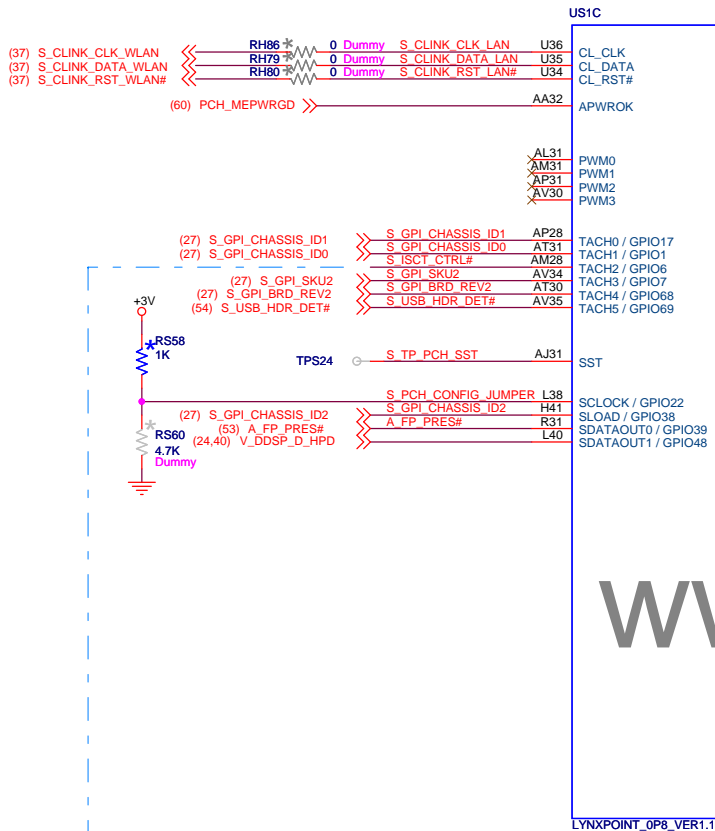 US1C
(37) S_CLINK_CLK_WLAN RH86 * 0 Dummy S_CLINK_CLK_LAN U36 CL_CLK
(37) S_CLINK_DATA_WLAN RH79 0 Dummy S_CLINK_DATA_LAN U35 CL_DATA
(37) S_CLINK_RST_WLAN# RH80 0 Dummy S_CLINK_RST_LAN# U34 CL_RST#
(60) PCH_MEPWRGD AA32 APWROK
AL31 PWM0
AM31 PWM1
AP31 PWM2
AV30 PWM3
(27) S_GPI_CHASSIS_ID1 S_GPI_CHASSIS_ID1 AP28 TACH0 / GPIO17
(27) S_GPI_CHASSIS_ID0 S_GPI_CHASSIS_ID0 AT31 TACH1 / GPIO1
S_ISCT_CTRL# AM28 TACH2 / GPIO6
(27) S_GPI_SKU2 S_GPI_SKU2 AV34 TACH3 / GPIO7
(27) S_GPI_BRD_REV2 S_GPI_BRD_REV2 AT30 TACH4 / GPIO68
(54) S_USB_HDR_DET# S_USB_HDR_DET# AV35 TACH5 / GPIO69
+3V
* RS58
1K
TPS24 S_TP_PCH_SST AJ31 SST
S_PCH_CONFIG_JUMPER L38 SCLOCK / GPIO22
(27) S_GPI_CHASSIS_ID2 S_GPI_CHASSIS_ID2 H41 SLOAD / GPIO38
(53) A_FP_PRES# A_FP_PRES# R31 SDATAOUT0 / GPIO39
(24,40) V_DDSP_D_HPD L40 SDATAOUT1 / GPIO48
* RS60
4.7K
Dummy
LYNXPOINT_0P8_VER1.1